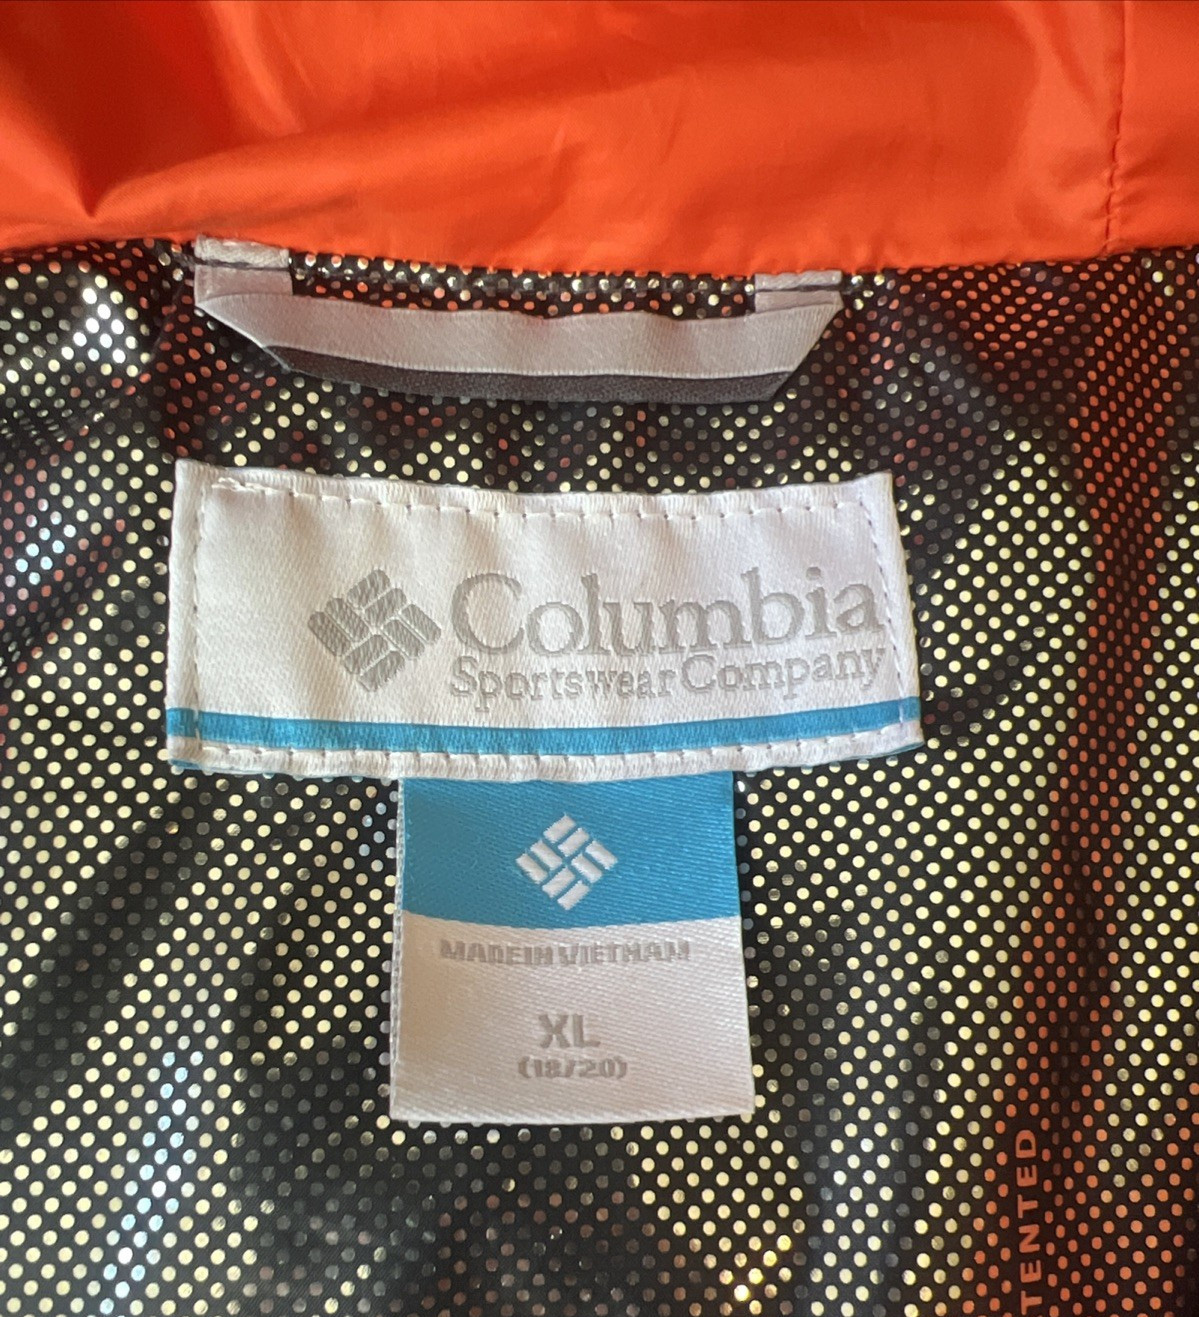 Columbia
Sportswear Company
MADE IN VIETNAM
XL
(18/20)
TENTED